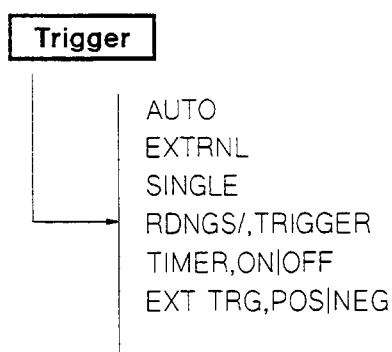 Trigger
AUTO
EXTRNL
SINGLE
RDNGS/,TRIGGER
TIMER,ON|OFF
EXT TRG,POS|NEG